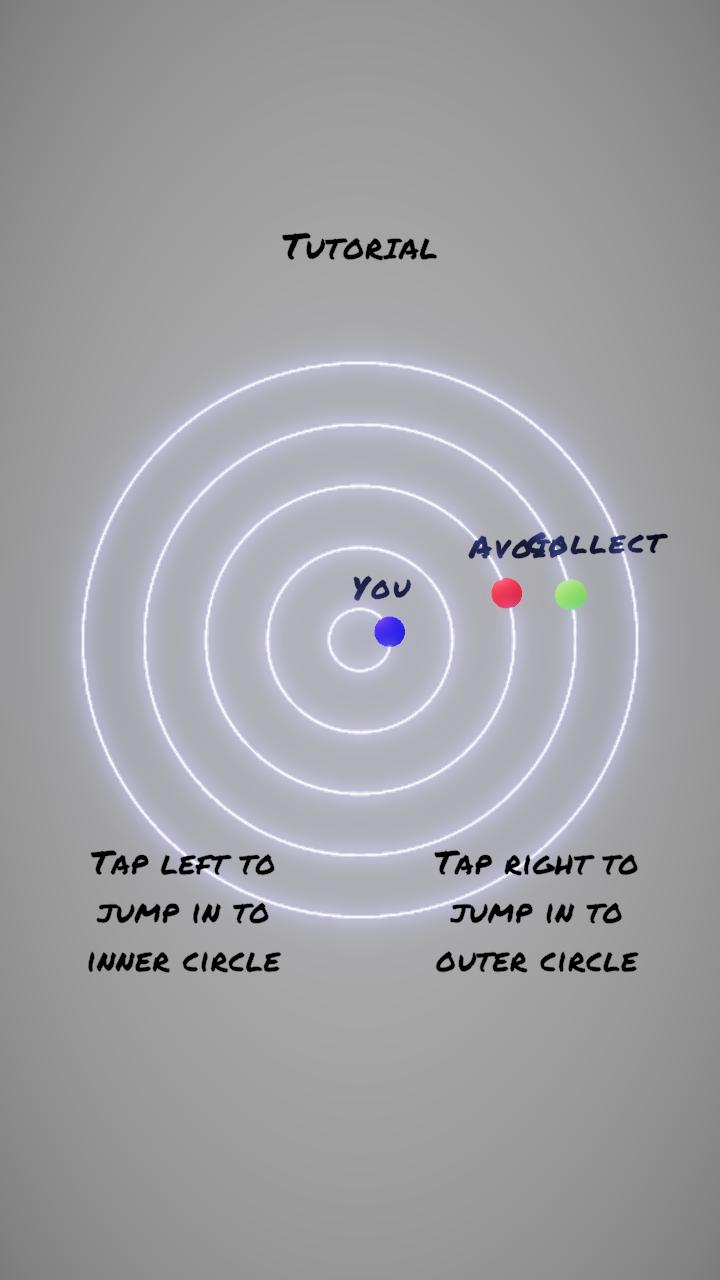 Tutorial
Avoid
Collect
You
Tap left to
jump in to
inner circle
Tap right to
jump in to
outer circle